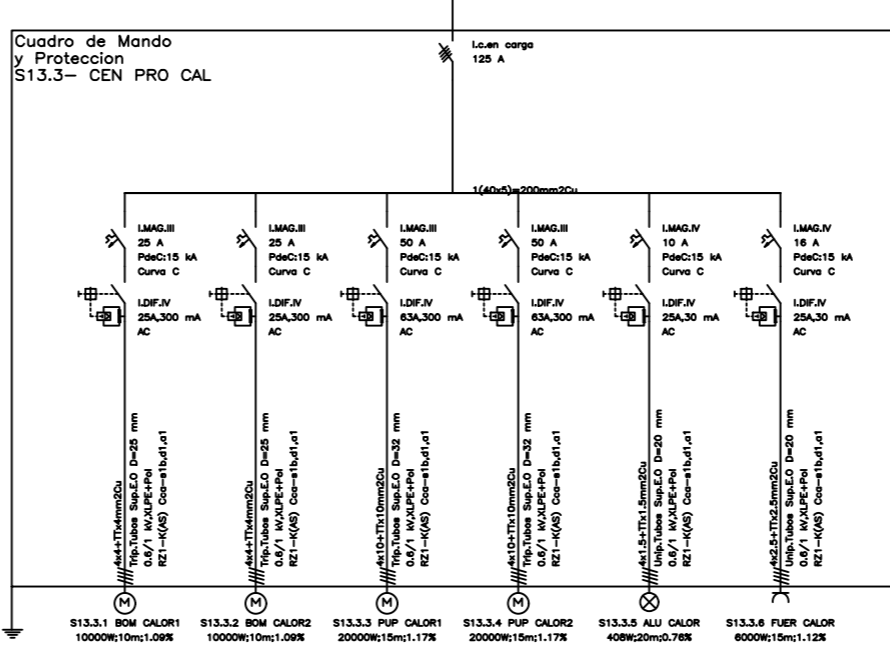 Cuadro de Mando
y Proteccion
S13.3- CEN PRO CAL
I.c.en carga
125 A
1(40x5)=200mm2Cu
I.MAG.III
25 A
PdeC:15 kA
Curva C
I.MAG.III
25 A
PdeC:15 kA
Curva C
I.MAG.III
50 A
PdeC:15 kA
Curva C
I.MAG.III
50 A
PdeC:15 kA
Curva C
I.MAG.IV
10 A
PdeC:15 kA
Curva C
I.MAG.IV
16 A
PdeC:15 kA
Curva C
I.DIF.IV
25A,300 mA
AC
I.DIF.IV
25A,300 mA
AC
I.DIF.IV
63A,300 mA
AC
I.DIF.IV
63A,300 mA
AC
I.DIF.IV
25A,30 mA
AC
I.DIF.IV
25A,30 mA
AC
4x4+TTx4mm2Cu
Trip.Tubos Sup.E.O D=25 mm
0.6/1 kV,XLPE+Pol
RZ1-K(AS) Cca-s1b,d1,a1
4x4+TTx4mm2Cu
Trip.Tubos Sup.E.O D=25 mm
0.6/1 kV,XLPE+Pol
RZ1-K(AS) Cca-s1b,d1,a1
4x10+TTx10mm2Cu
Trip.Tubos Sup.E.O D=32 mm
0.6/1 kV,XLPE+Pol
RZ1-K(AS) Cca-s1b,d1,a1
4x10+TTx10mm2Cu
Trip.Tubos Sup.E.O D=32 mm
0.6/1 kV,XLPE+Pol
RZ1-K(AS) Cca-s1b,d1,a1
4x1.5+TTx1.5mm2Cu
Unip.Tubos Sup.E.O D=20 mm
0.6/1 kV,XLPE+Pol
RZ1-K(AS) Cca-s1b,d1,a1
4x2.5+TTx2.5mm2Cu
Unip.Tubos Sup.E.O D=20 mm
0.6/1 kV,XLPE+Pol
RZ1-K(AS) Cca-s1b,d1,a1
M
M
M
M
S13.3.1 BOM CALOR1
10000W;10m;1.09%
S13.3.2 BOM CALOR2
10000W;10m;1.09%
S13.3.3 PUP CALOR1
20000W;15m;1.17%
S13.3.4 PUP CALOR2
20000W;15m;1.17%
S13.3.5 ALU CALOR
408W;20m;0.76%
S13.3.6 FUER CALOR
6000W;15m;1.12%